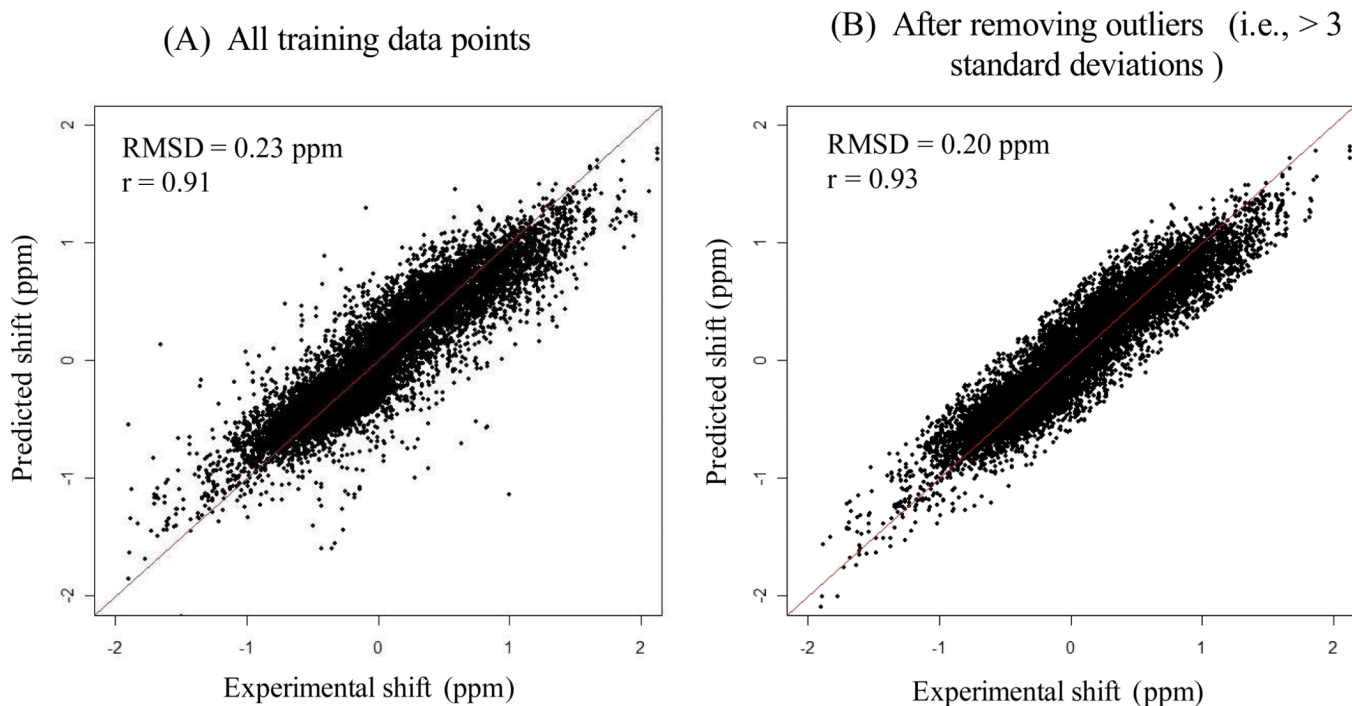 (A) All training data points
RMSD = 0.23 ppm
r = 0.91
Predicted shift (ppm)
2
1
0
-1
-2
-2 -1 0 1 2
Experimental shift (ppm)
(B) After removing outliers (i.e., > 3
standard deviations )
RMSD = 0.20 ppm
r = 0.93
Predicted shift (ppm)
2
1
0
-1
-2
-2 -1 0 1 2
Experimental shift (ppm)